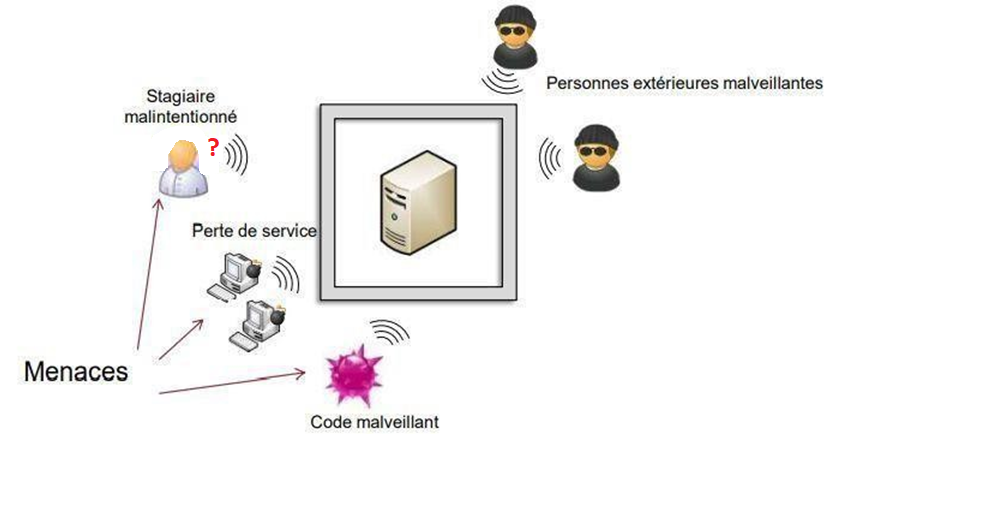 Personnes extérieures malveillantes
Stagiaire
malintentionné
?
Perte de service
Menaces
Code malveillant